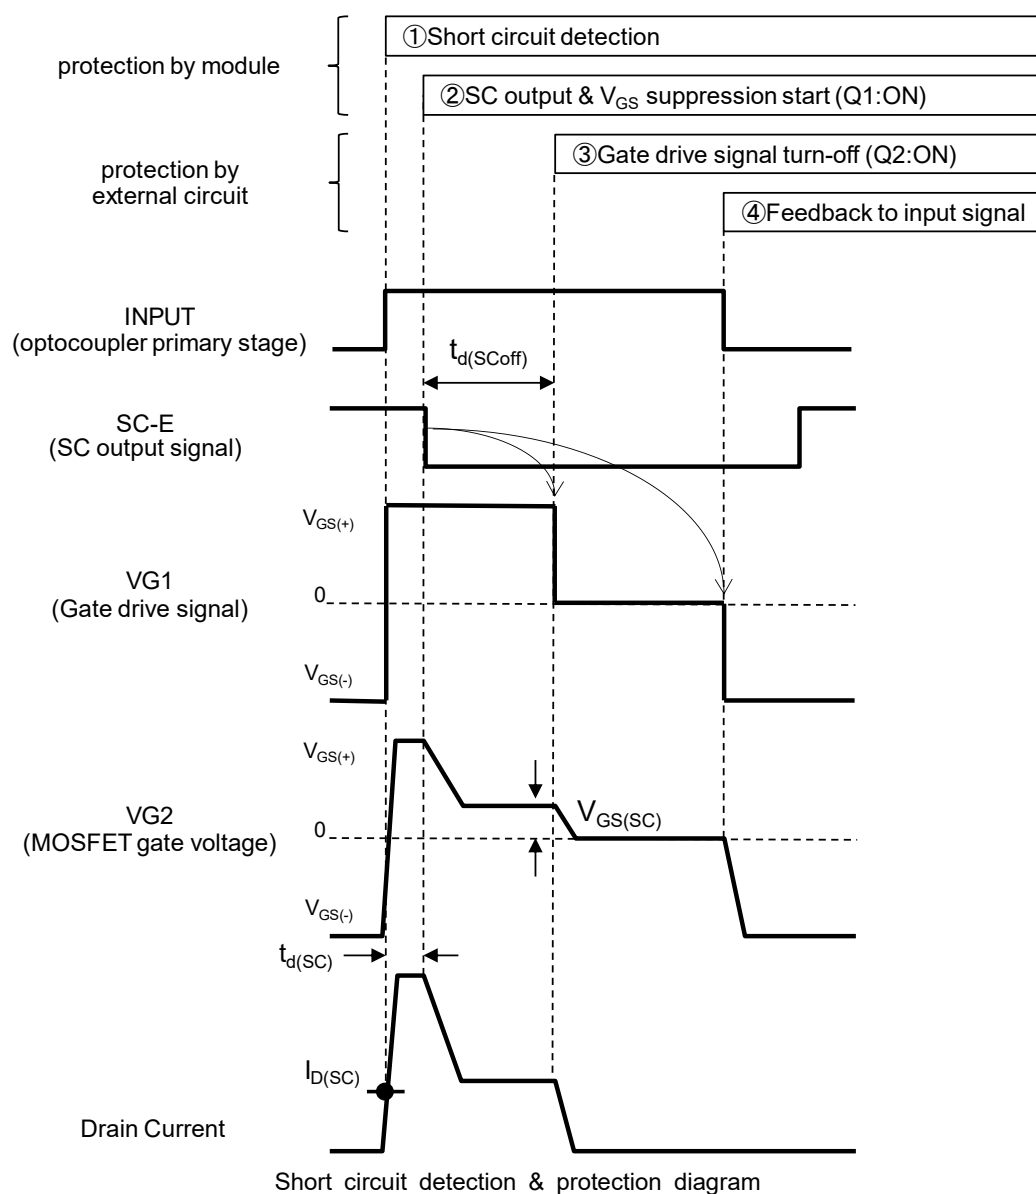 ①Short circuit detection
protection by module
②SC output & VGS suppression start (Q1:ON)
③Gate drive signal turn-off (Q2:ON)
protection by
external circuit
④Feedback to input signal
INPUT
(optocoupler primary stage)
td(SCoff)
SC-E
(SC output signal)
VGS(+)
VG1
(Gate drive signal)
0
VGS(-)
VGS(+)
VG2
(MOSFET gate voltage)
VGS(SC)
0
VGS(-)
td(SC)
ID(SC)
Drain Current
Short circuit detection & protection diagram